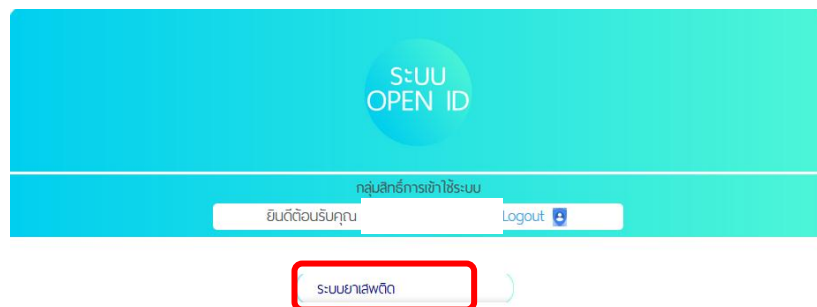 ระบบ
OPEN ID
กลุ่มสิทธิ์การเข้าใช้ระบบ
ยินดีต้อนรับคุณ Logout
ระบบยาเสพติด